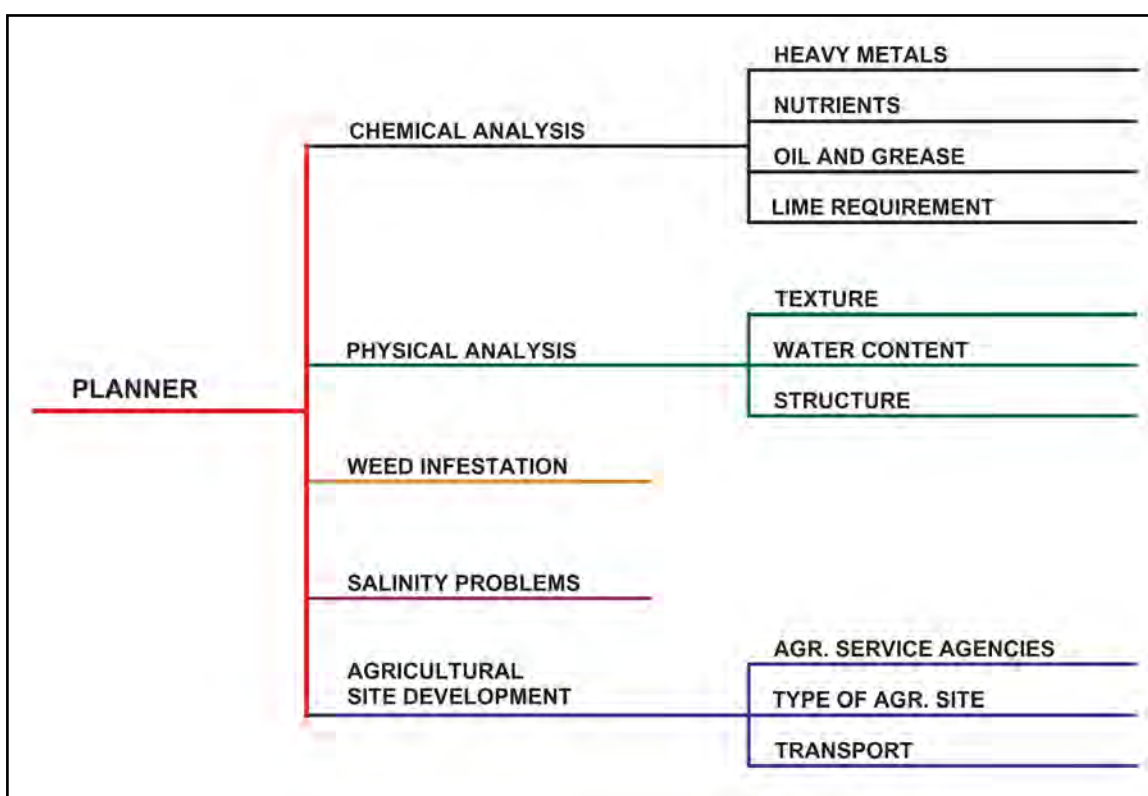 HEAVY METALS
NUTRIENTS
CHEMICAL ANALYSIS
OIL AND GREASE
LIME REQUIREMENT
TEXTURE
PHYSICAL ANALYSIS
WATER CONTENT
STRUCTURE
PLANNER
WEED INFESTATION
SALINITY PROBLEMS
AGRICULTURAL
SITE DEVELOPMENT
AGR. SERVICE AGENCIES
TYPE OF AGR. SITE
TRANSPORT